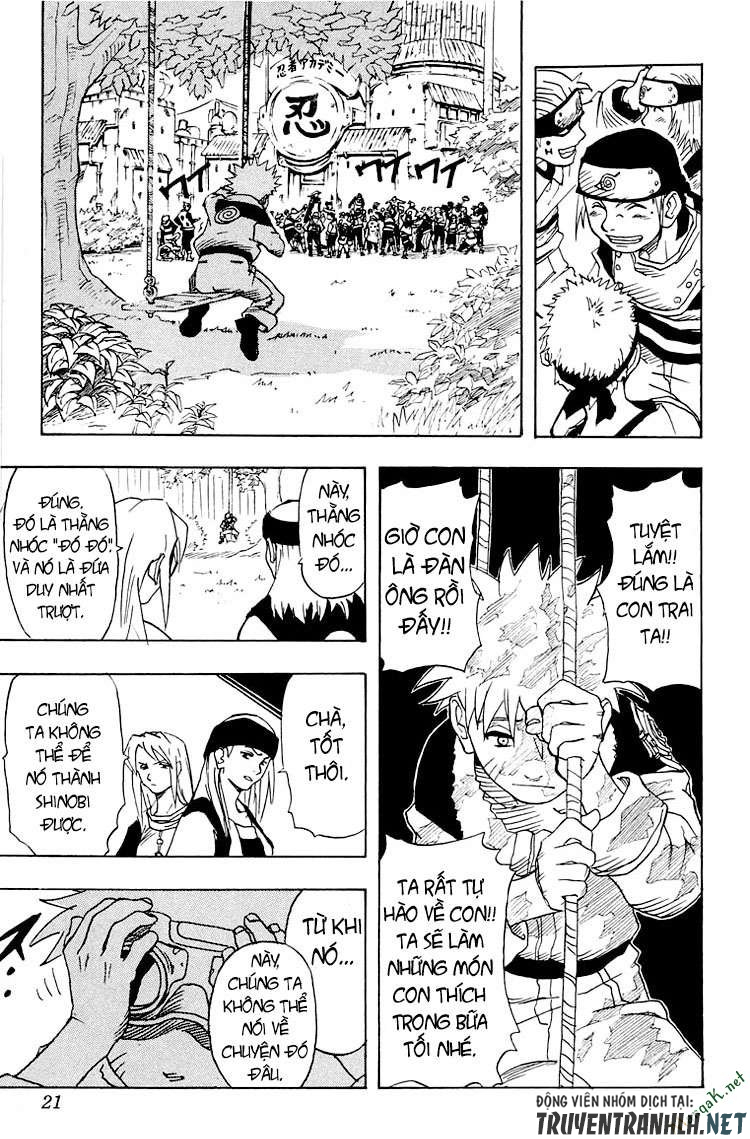 忍者アカデミー
忍
ワイ
ワイ
TUYỆT
LẮM!!
ĐÚNG LÀ
CON TRAI
TA!!
GIỜ CON
LÀ ĐÀN
ÔNG RỒI
ĐẤY!!
TA RẤT TỰ
HÀO VỀ CON!!
TA SẼ LÀM
NHỮNG MÓN
CON THÍCH
TRONG BỮA
TỐI NHÉ.
NÀY,
THẰNG
NHÓC
ĐÓ...
ĐÚNG.
ĐÓ LÀ THẰNG
NHÓC "ĐÓ ĐÓ".
VÀ NÓ LÀ ĐỨA
DUY NHẤT
TRƯỢT.
CHÀ,
TỐT
THÔI.
CHÚNG
TA KHÔNG
THỂ ĐỂ
NÓ THÀNH
SHINOBI
ĐƯỢC.
TỪ KHI
NÓ...
NÀY,
CHÚNG TA
KHÔNG THỂ
NÓI VỀ
CHUYỆN ĐÓ
ĐÂU.
21
ĐỘNG VIÊN NHÓM DỊCH TẠI:
TRUYENTRANHLH.NET